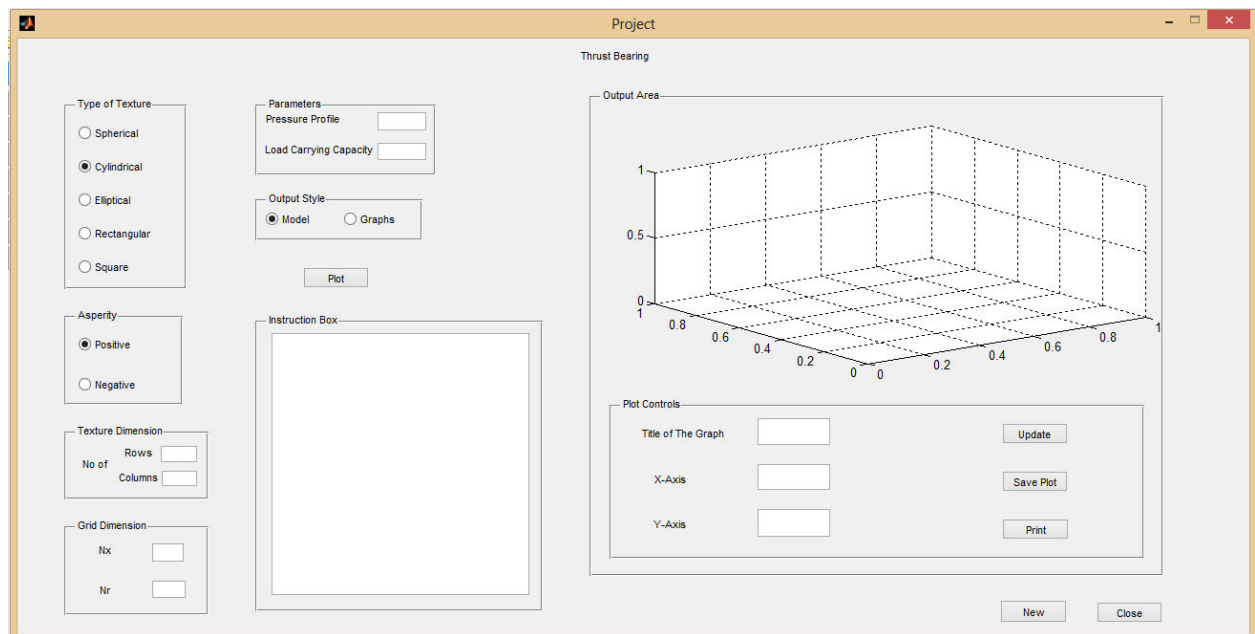 Project
Thrust Bearing
Type of Texture
Spherical
Cylindrical
Elliptical
Rectangular
Square
Asperity
Positive
Negative
Texture Dimension
No of
Rows
Columns
Grid Dimension
Nx
Nr
Parameters
Pressure Profile
Load Carrying Capacity
Output Style
Model Graphs
Plot
Instruction Box
Output Area
1
0.5
0
1
0.8
0.6
0.4
0.2
0
0
0.2
0.4
0.6
0.8
1
Plot Controls
Title of The Graph
X-Axis
Y-Axis
Update
Save Plot
Print
New Close